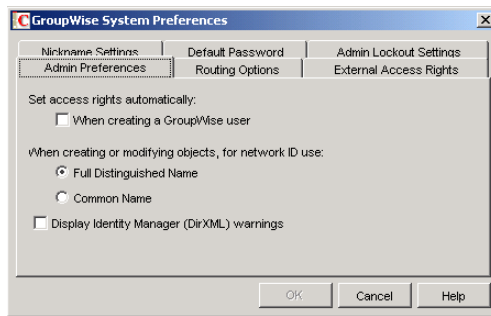 GroupWise System Preferences
Nickname Settings Default Password Admin Lockout Settings
Admin Preferences Routing Options External Access Rights
Set access rights automatically:
When creating a GroupWise user
When creating or modifying objects, for network ID use:
Full Distinguished Name
Common Name
Display Identity Manager (DirXML) warnings
OK Cancel Help